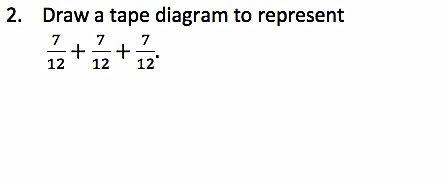 2. Draw a tape diagram to represent
7/12 + 7/12 + 7/12.